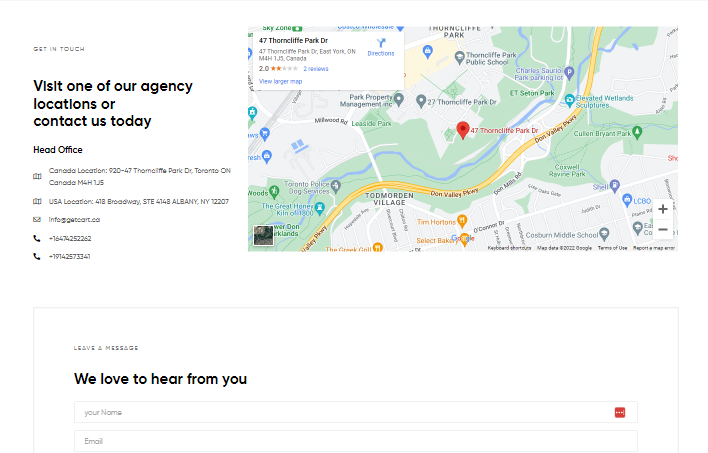 GET IN TOUCH
Visit one of our agency
locations or
contact us today
Head Office
Canada Location: 920-47 Thorncliffe Park Dr, Toronto ON
Canada M4H 1J5
USA Location: 418 Broadway, STE 4148 ALBANY, NY 12207
info@getcart.ca
+16474252262
+19142573341
Sky Zone
Costco Wholesale
THORNCLIFFE
PARK
47 Thorncliffe Park Dr
47 Thorncliffe Park Dr, East York, ON
M4H 1J5, Canada
2.0 2 reviews
View larger map
Directions
Thorncliffe Park
Public School
Charles Sauriol
Parking lot
ET Seton Park
Elevated Wetlands
Sculptures
Park Property
Management Inc
27 Thorncliffe Park Dr
Millwood Rd
Leaside Park
47 Thorncliffe Park Dr
Don Valley Pkwy
Cullen Bryant Park
Coxwell
Ravine Park
Toronto Police
Dog Services
Don Valley Pkwy
Don Mills Rd
Shell
Woods
TODMORDEN
VILLAGE
The Great Honey
Kiln of 1800
LCBO
Tim Hortons
O'Connor Dr
Select Bakery
Cosburn Middle School
The Greek Grill
Google
Keyboard shortcuts
Map data ©2022 Google
Terms of Use
Report a map error
LEAVE A MESSAGE
We love to hear from you
your Name
Email